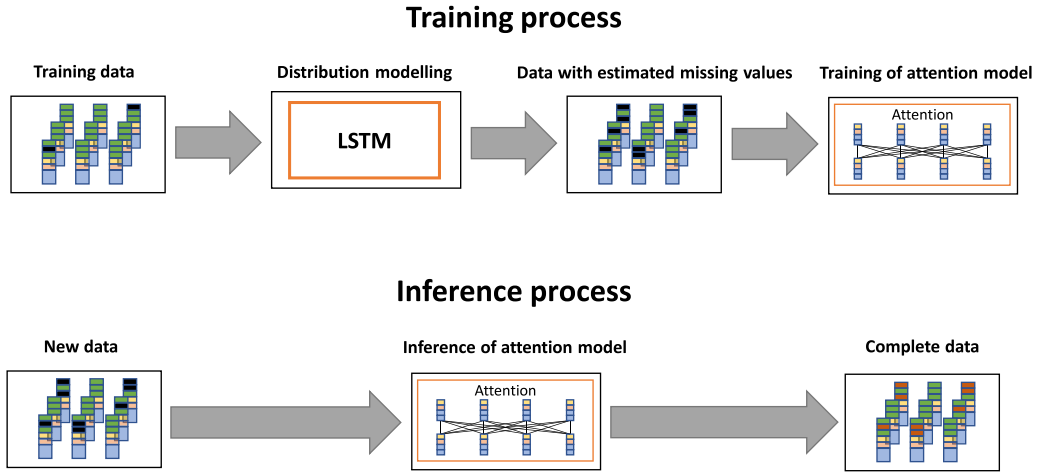 Training process
Training data
Distribution modelling
Data with estimated missing values
Training of attention model
LSTM
Attention
Inference process
New data
Inference of attention model
Complete data
Attention